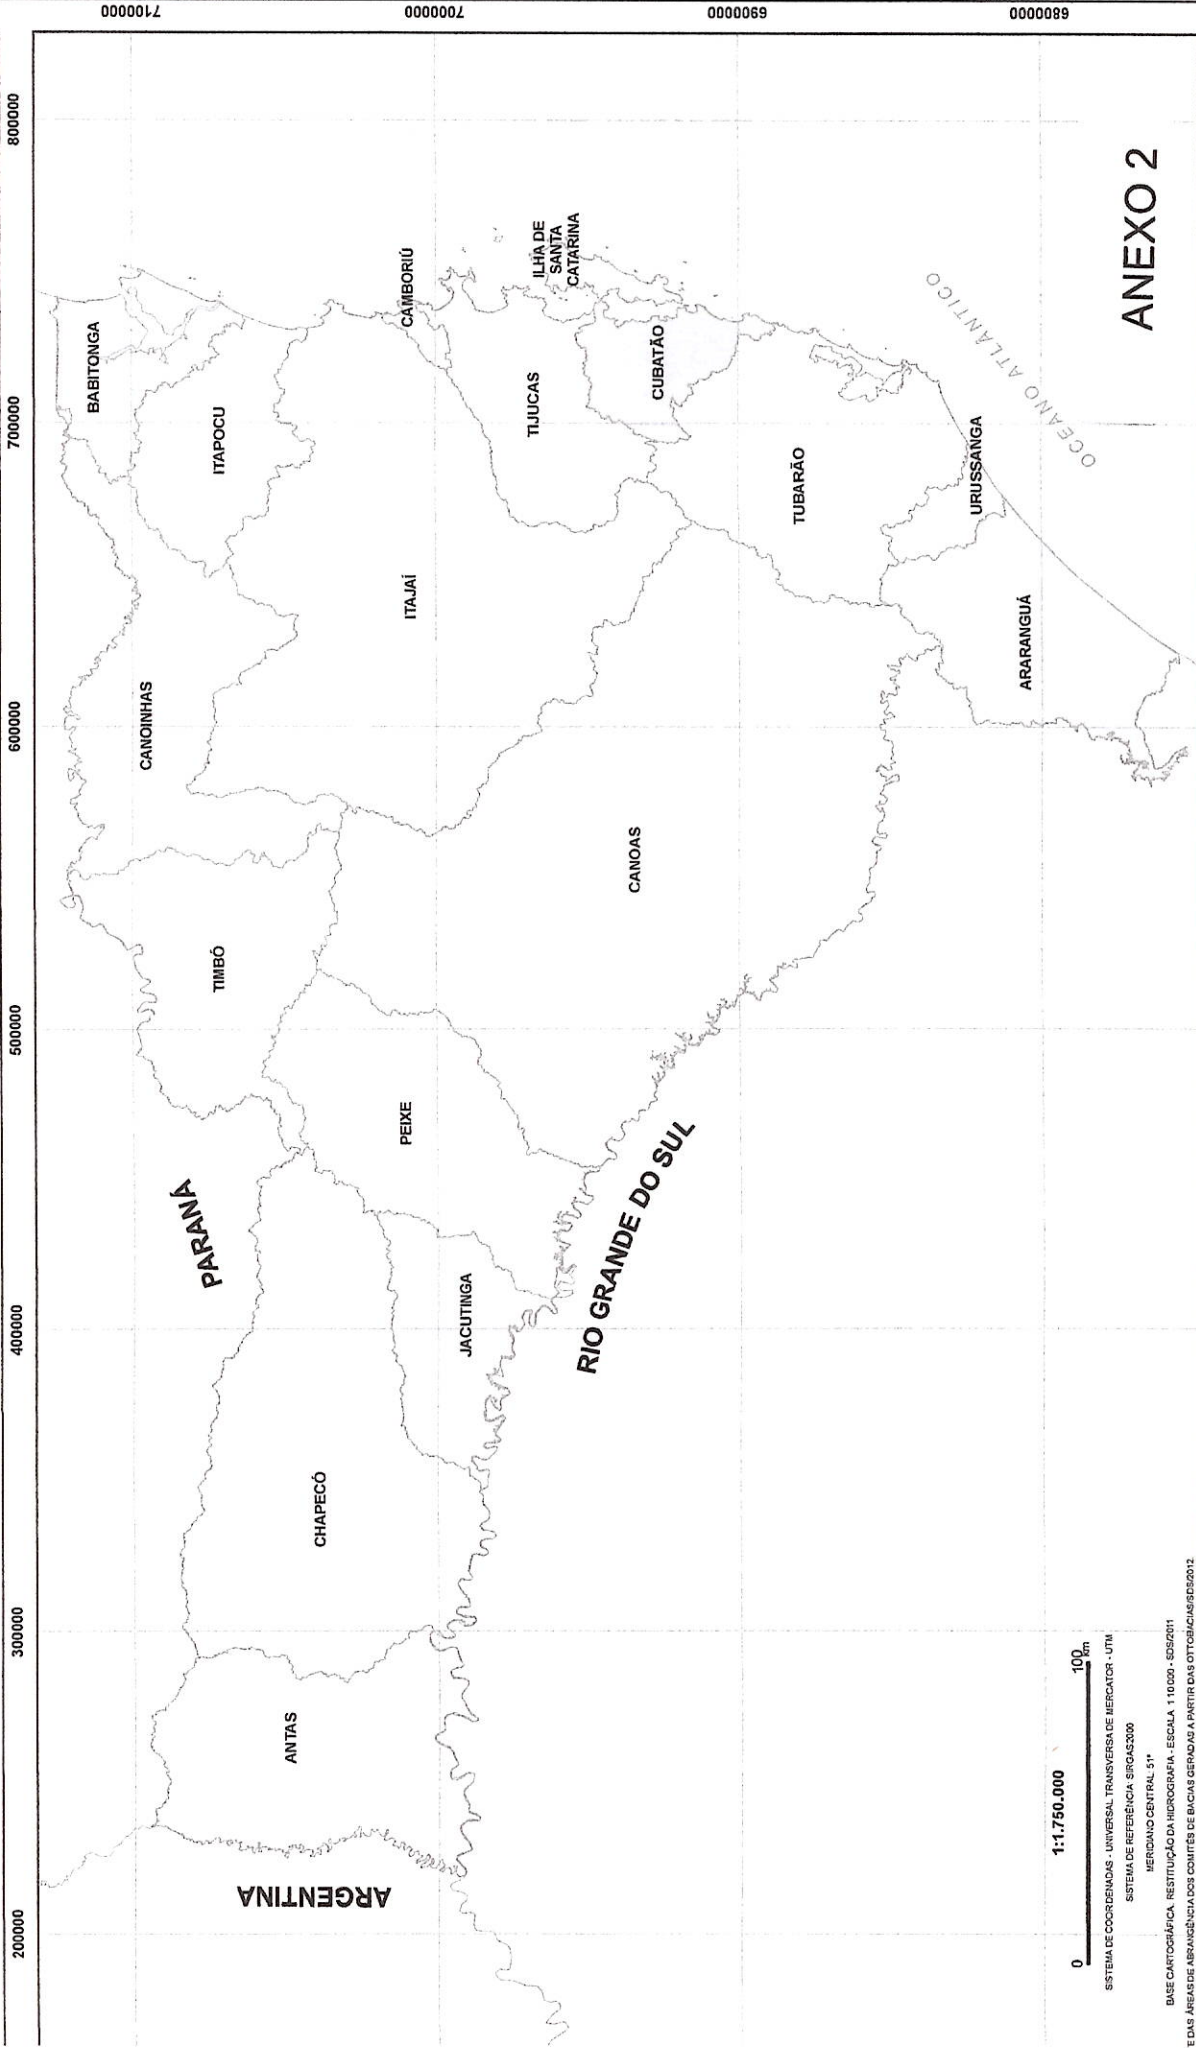 200000
300000
400000
500000
600000
700000
800000
7100000
7000000
6900000
6800000
PARANÁ
ARGENTINA
RIO GRANDE DO SUL
OCEANO ATLÂNTICO
ANTAS
CHAPECÓ
JACUTINGA
PEIXE
TIMBÓ
CANOINHAS
CANOAS
ITAJAÍ
ITAPOCU
BABITONGA
CAMBORIÚ
TIJUCAS
ILHA DE
SANTA
CATARINA
CUBATÃO
TUBARÃO
URUSSANGA
ARARANGUÁ
ANEXO 2
1:1.750.000
0 100
Km
SISTEMA DE COORDENADAS - UNIVERSAL TRANSVERSA DE MERCATOR - UTM
SISTEMA DE REFERÊNCIA: SIRGAS2000
MERIDIANO CENTRAL: 51°
BASE CARTOGRÁFICA: RESTITUIÇÃO DA HIDROGRAFIA - ESCALA 1:10000 - SDS/2011
E DAS ÁREAS DE ABRANGÊNCIA DOS COMITÊS DE BACIAS GERADAS A PARTIR DAS OTTOBACIAS/SDS/2012.